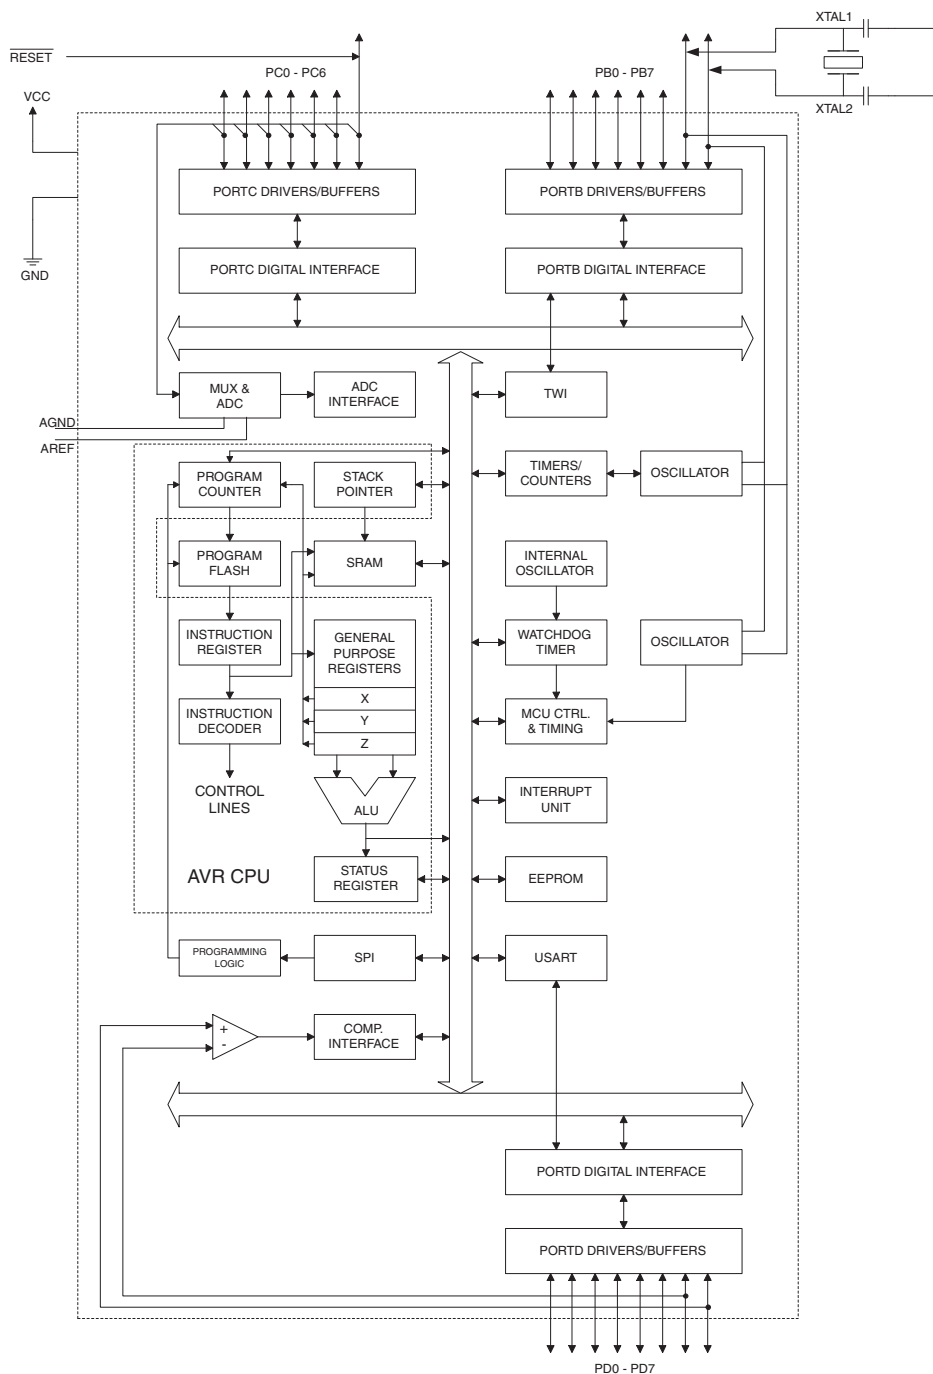 XTAL1
RESET
PC0 - PC6
PB0 - PB7
VCC
XTAL2
PORTC DRIVERS/BUFFERS
PORTB DRIVERS/BUFFERS
GND
PORTC DIGITAL INTERFACE
PORTB DIGITAL INTERFACE
MUX &
ADC
ADC
INTERFACE
TWI
AGND
AREF
PROGRAM
COUNTER
STACK
POINTER
TIMERS/
COUNTERS
OSCILLATOR
PROGRAM
FLASH
SRAM
INTERNAL
OSCILLATOR
INSTRUCTION
REGISTER
GENERAL
PURPOSE
REGISTERS
WATCHDOG
TIMER
OSCILLATOR
X
Y
Z
INSTRUCTION
DECODER
MCU CTRL.
& TIMING
CONTROL
LINES
ALU
INTERRUPT
UNIT
AVR CPU
STATUS
REGISTER
EEPROM
PROGRAMMING
LOGIC
SPI
USART
+
-
COMP.
INTERFACE
PORTD DIGITAL INTERFACE
PORTD DRIVERS/BUFFERS
PD0 - PD7